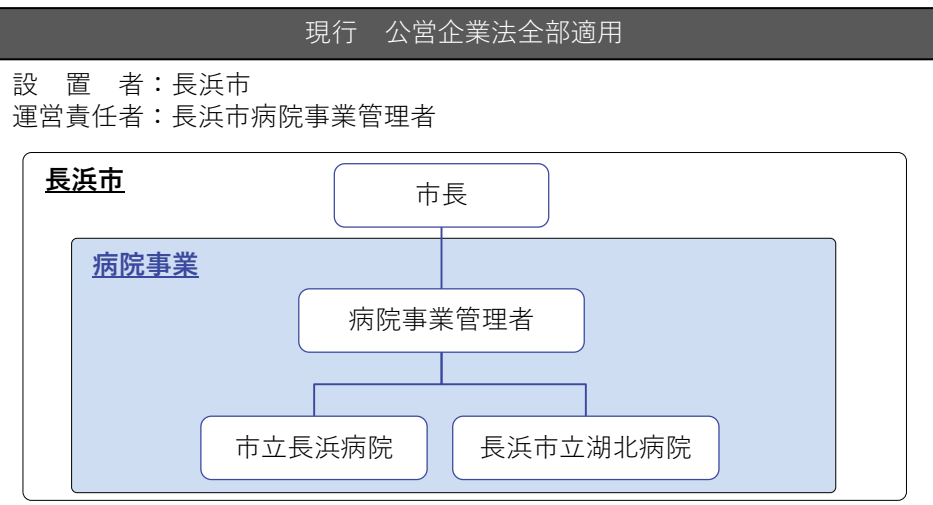 現行　公営企業法全部適用
設　置　者：長浜市
運営責任者：長浜市病院事業管理者
長浜市
市長
病院事業
病院事業管理者
市立長浜病院
長浜市立湖北病院